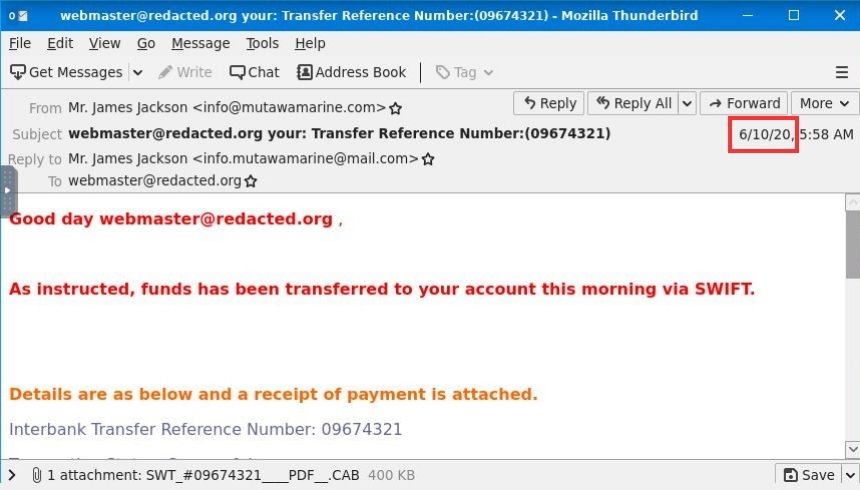 webmaster@redacted.org your: Transfer Reference Number:(09674321) - Mozilla Thunderbird
File Edit View Go Message Tools Help
Get Messages Write Chat Address Book Tag
From Mr. James Jackson <info@mutawamarine.com> Reply Reply All Forward More
Subject webmaster@redacted.org your: Transfer Reference Number:(09674321) 6/10/20, 5:58 AM
Reply to Mr. James Jackson <info.mutawamarine@mail.com>
To webmaster@redacted.org
Good day webmaster@redacted.org ,
As instructed, funds has been transferred to your account this morning via SWIFT.
Details are as below and a receipt of payment is attached.
Interbank Transfer Reference Number: 09674321
1 attachment: SWT_#09674321____PDF__.CAB 400 KB Save